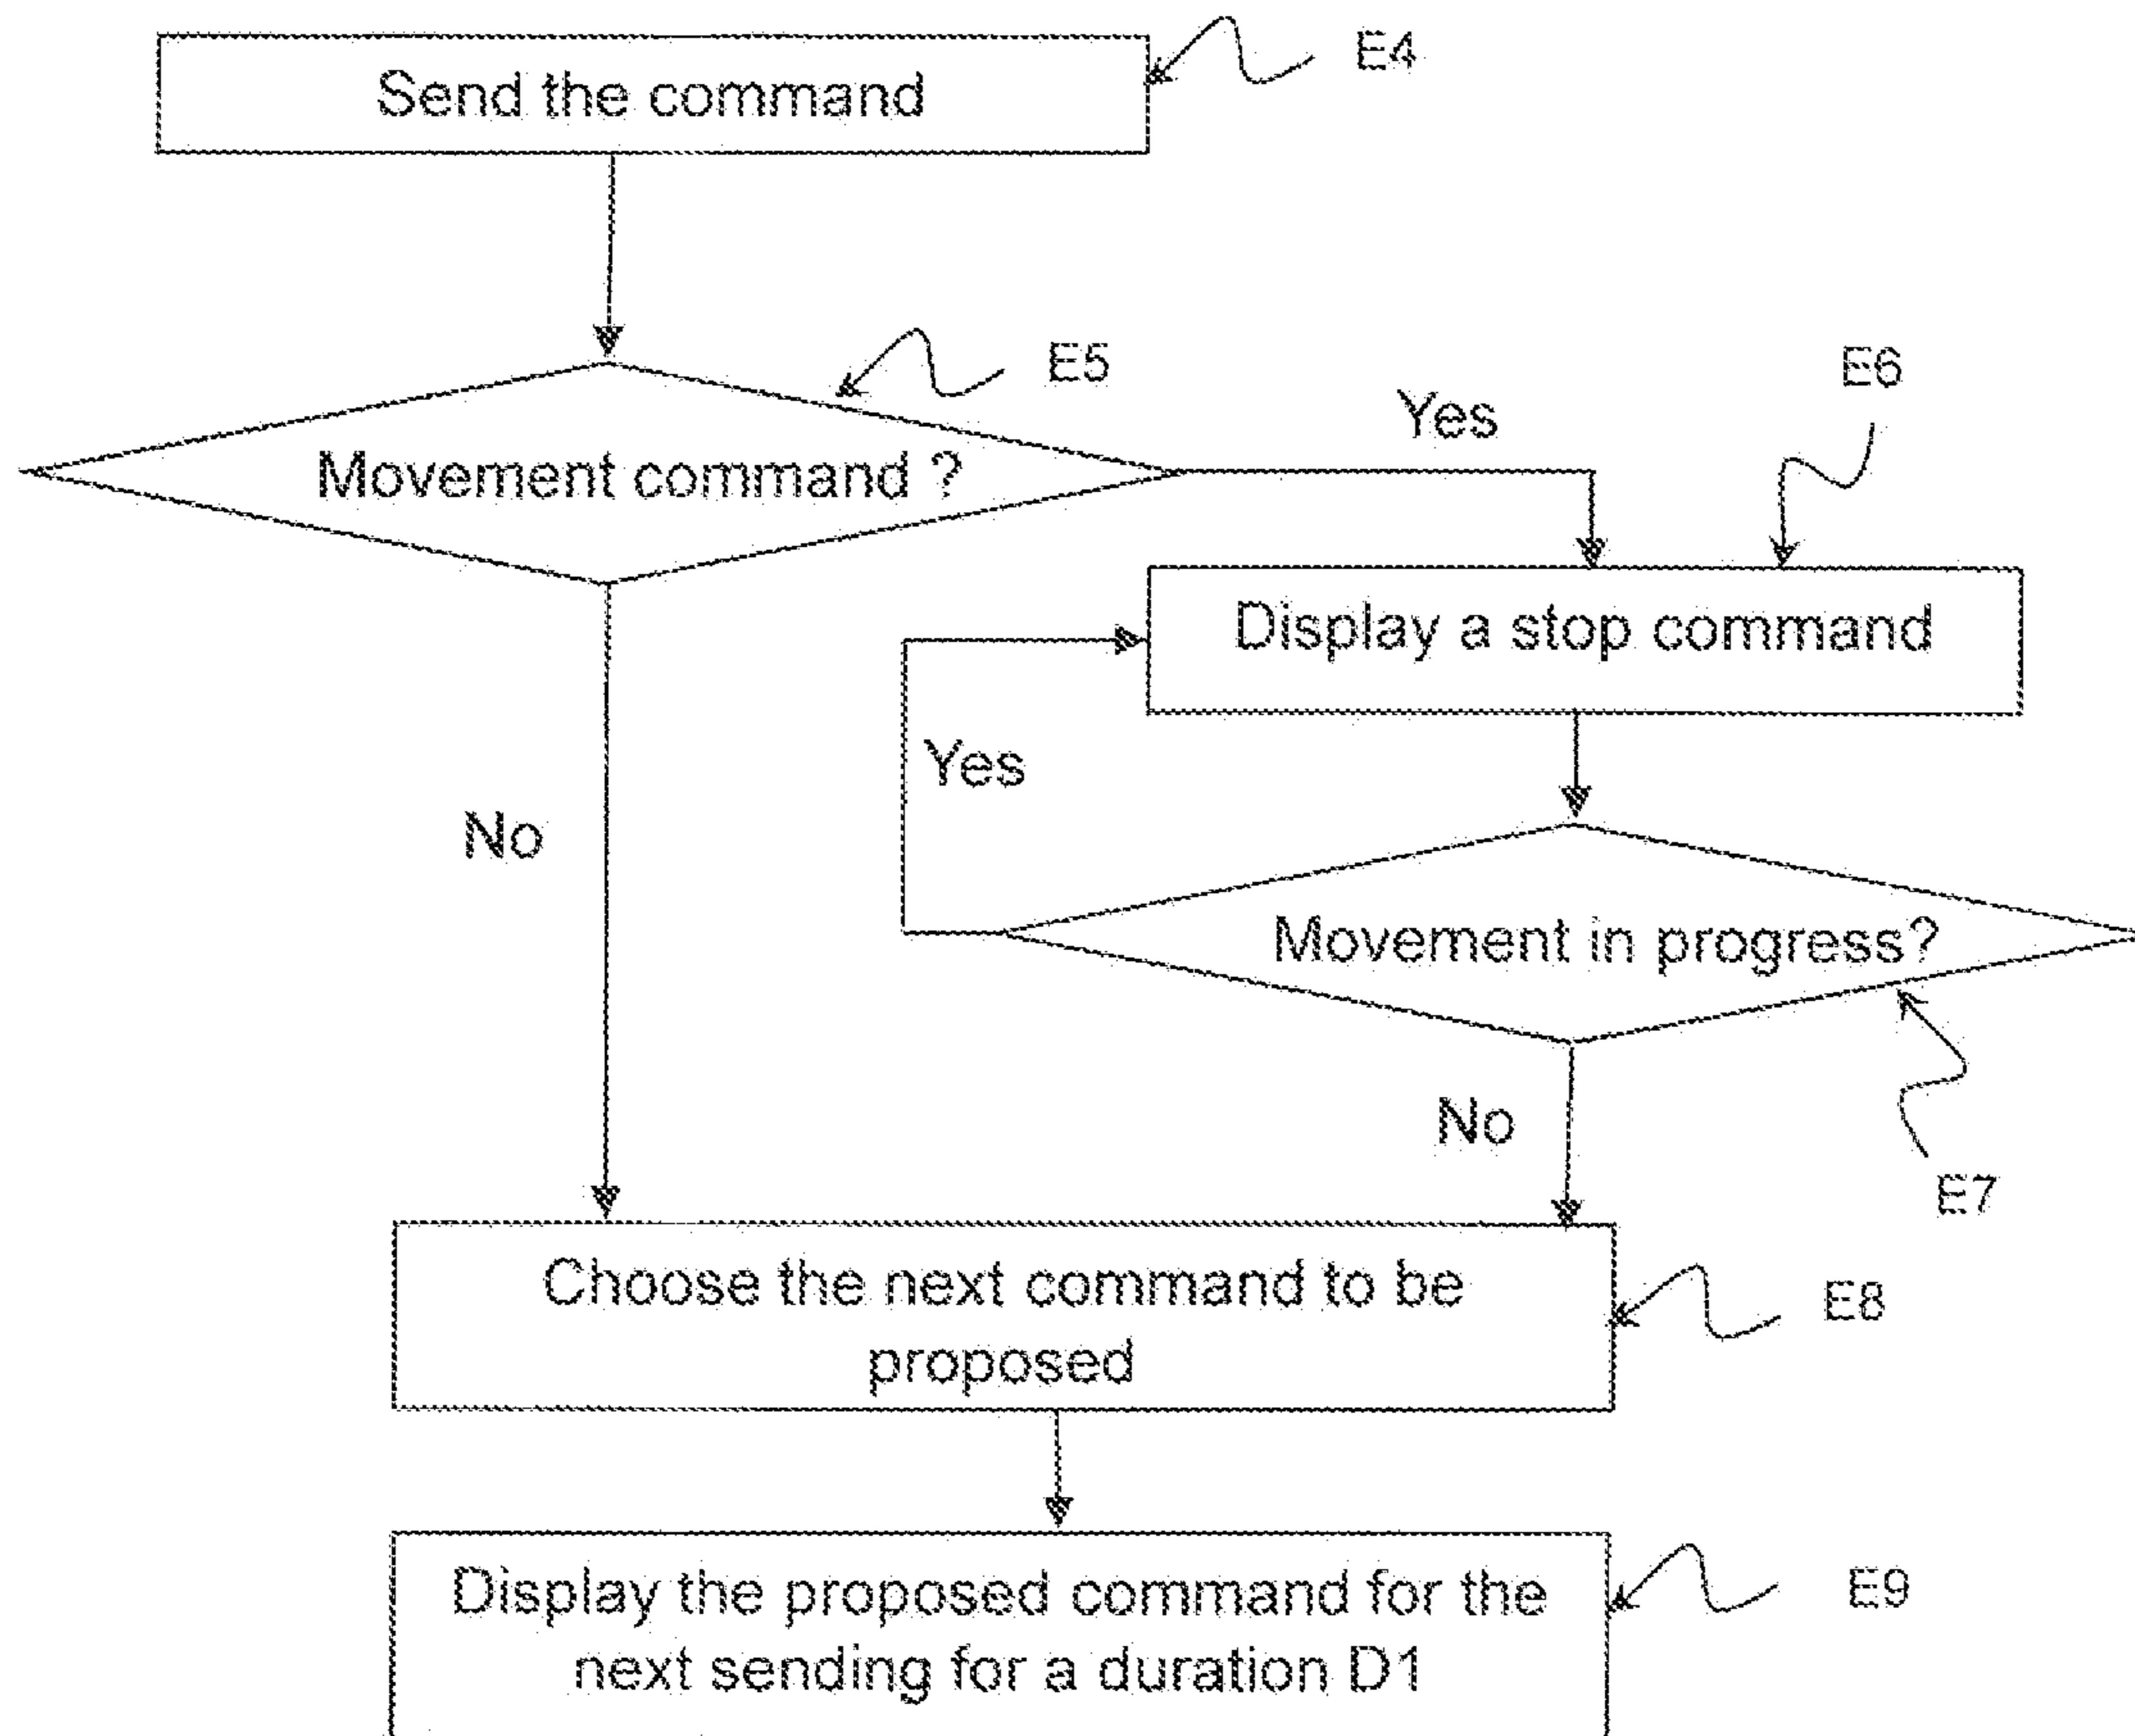 Send the command
E4
Movement command ?
E5
Yes
E6
Display a stop command
Yes
Movement in progress?
E7
No
No
Choose the next command to be
proposed
E8
Display the proposed command for the
next sending for a duration D1
E9